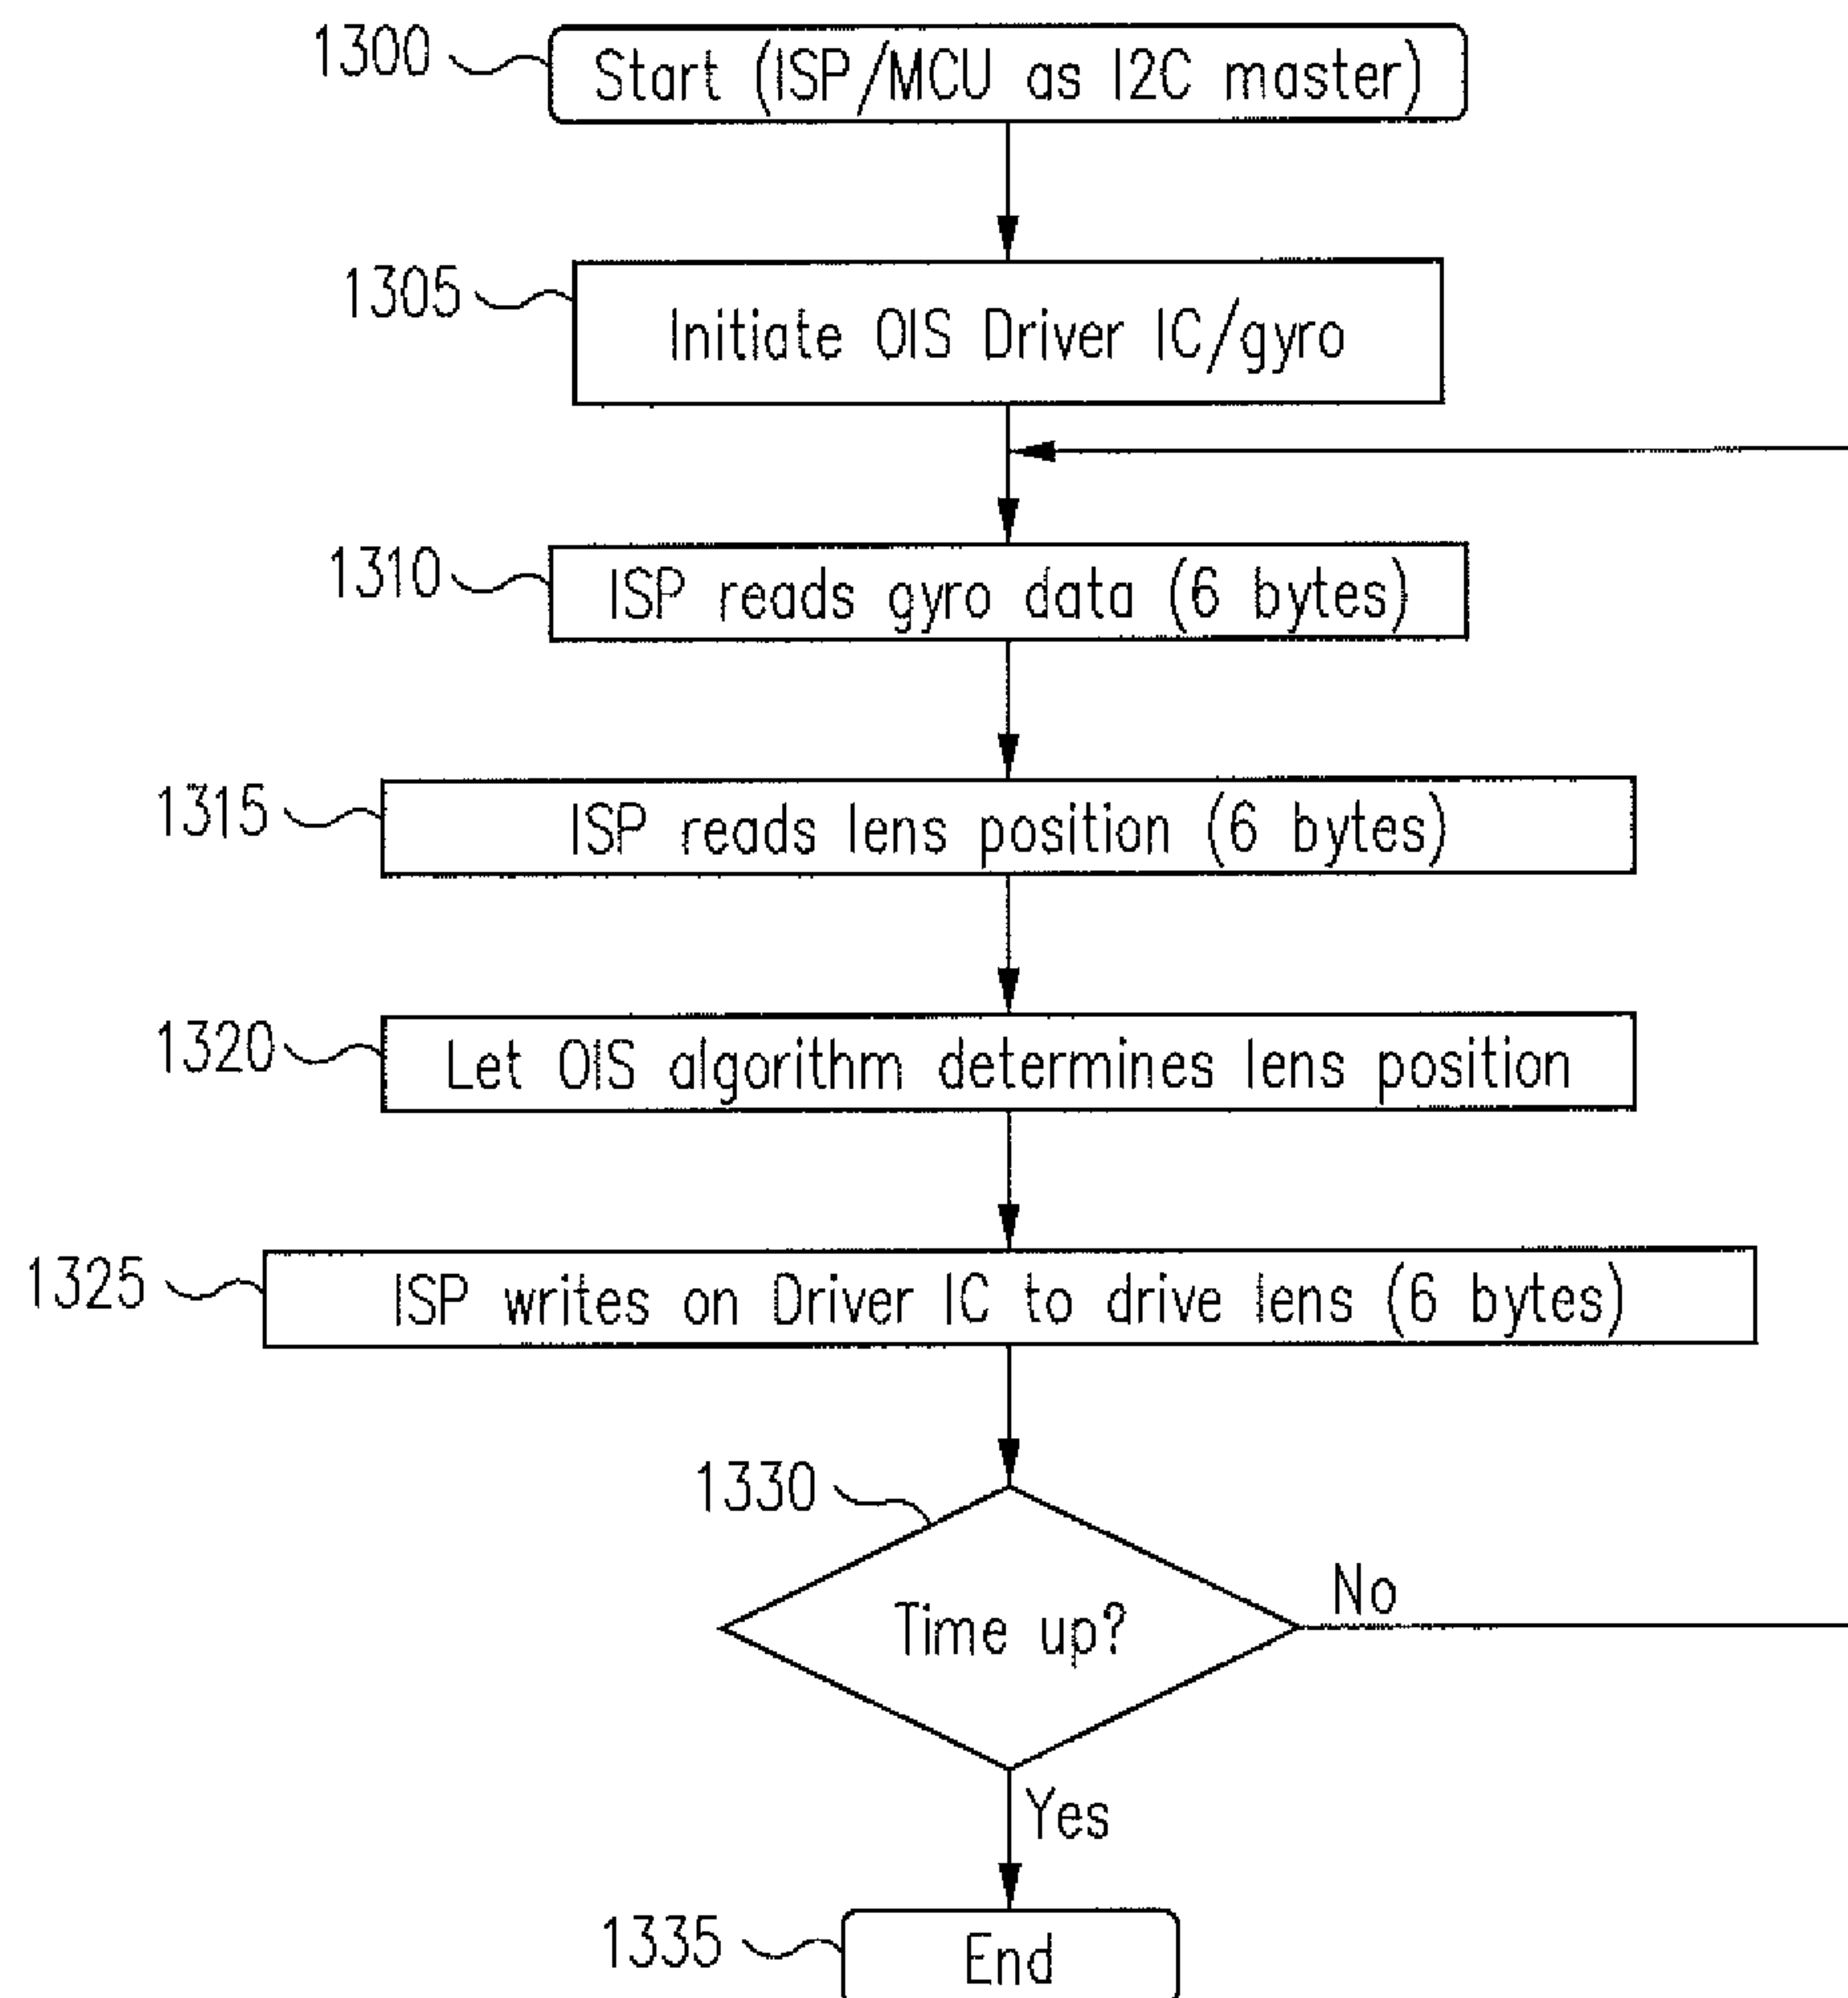 1300
Start (ISP/MCU as I2C master)
1305
Initiate OIS Driver IC/gyro
1310
ISP reads gyro data (6 bytes)
1315
ISP reads lens position (6 bytes)
1320
Let OIS algorithm determines lens position
1325
ISP writes on Driver IC to drive lens (6 bytes)
1330
Time up?
No
Yes
1335
End